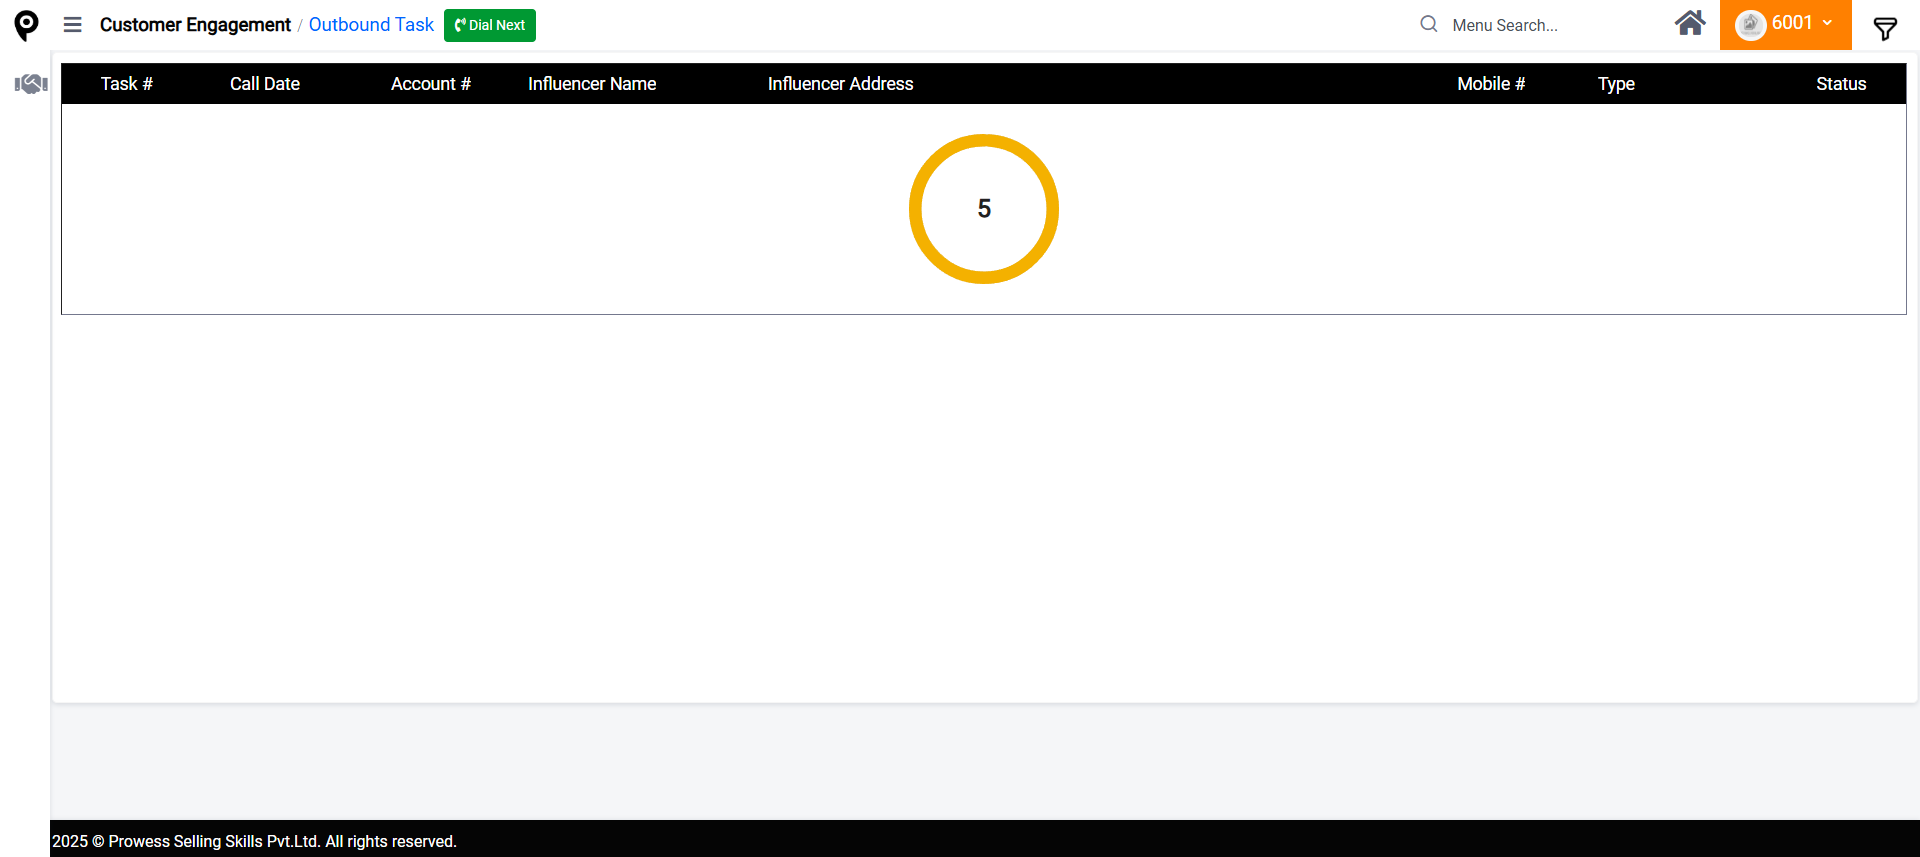 Customer Engagement / Outbound Task Dial Next Menu Search... 6001
Task # Call Date Account # Influencer Name Influencer Address Mobile # Type Status
5
2025 © Prowess Selling Skills Pvt.Ltd. All rights reserved.